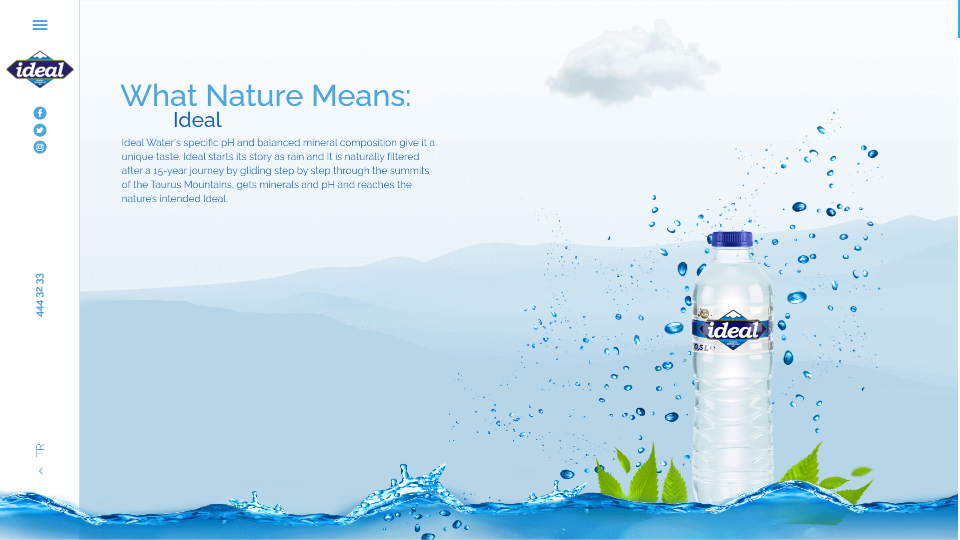 ideal
444 32 33
TR
What Nature Means:
Ideal
Ideal Water's specific pH and balanced mineral composition give it a
unique taste. Ideal starts its story as rain and It is naturally filtered
after a 15-year journey by gliding step by step through the summits
of the Taurus Mountains, gets minerals and pH and reaches the
nature's intended Ideal.
ideal
0,5 L